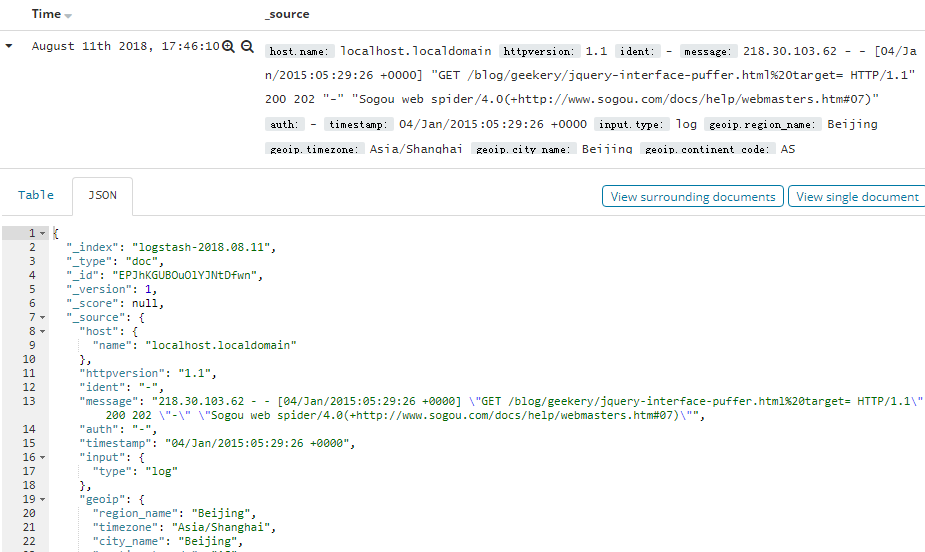 Time _source
August 11th 2018, 17:46:10 host.name: localhost.localdomain httpversion: 1.1 ident: - message: 218.30.103.62 - - [04/Ja
n/2015:05:29:26 +0000] "GET /blog/geekery/jquery-interface-puffer.html%20target= HTTP/1.1"
200 202 "-" "Sogou web spider/4.0(+http://www.sogou.com/docs/help/webmasters.htm#07)"
auth: - timestamp: 04/Jan/2015:05:29:26 +0000 input.type: log geoip.region_name: Beijing
geoip.timezone: Asia/Shanghai geoip.city_name: Beijing geoip.continent_code: AS
Table JSON View surrounding documents View single document
1 {
2 "_index": "logstash-2018.08.11",
3 "_type": "doc",
4 "_id": "EPJhKGUBOuOlYJNtDfwn",
5 "_version": 1,
6 "_score": null,
7 "_source": {
8 "host": {
9 "name": "localhost.localdomain"
10 },
11 "httpversion": "1.1",
12 "ident": "-",
13 "message": "218.30.103.62 - - [04/Jan/2015:05:29:26 +0000] \"GET /blog/geekery/jquery-interface-puffer.html%20target= HTTP/1.1\"
200 202 \"-\" \"Sogou web spider/4.0(+http://www.sogou.com/docs/help/webmasters.htm#07)\"",
14 "auth": "-",
15 "timestamp": "04/Jan/2015:05:29:26 +0000",
16 "input": {
17 "type": "log"
18 },
19 "geoip": {
20 "region_name": "Beijing",
21 "timezone": "Asia/Shanghai",
22 "city_name": "Beijing",